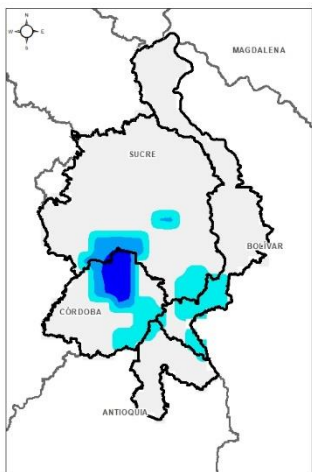 N
W E
S
MAGDALENA
SUCRE
BOLÍVAR
CÓRDOBA
ANTIOQUIA